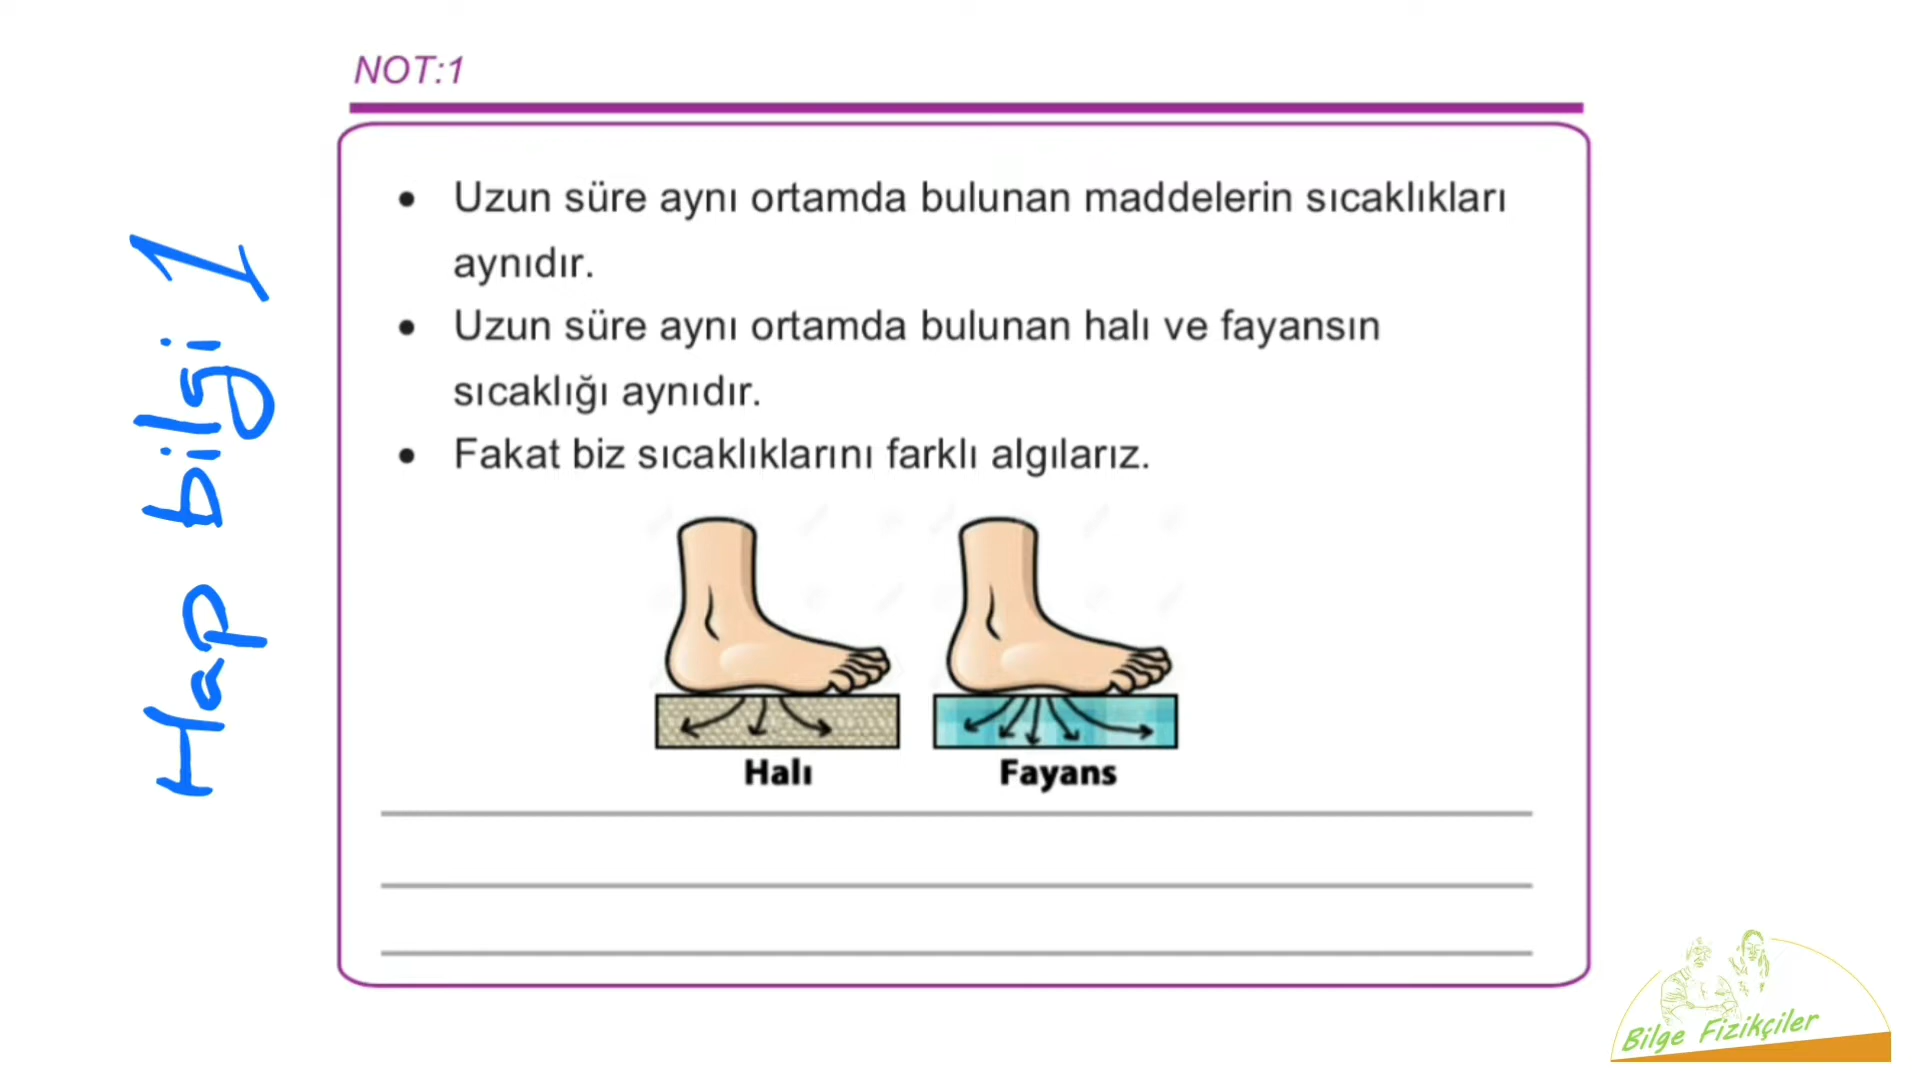 NOT:1
Hap bilgi 1
• Uzun süre aynı ortamda bulunan maddelerin sıcaklıkları
aynıdır.
• Uzun süre aynı ortamda bulunan halı ve fayansın
sıcaklığı aynıdır.
• Fakat biz sıcaklıklarını farklı algılarız.
Halı
Fayans
Bilge Fizikçiler